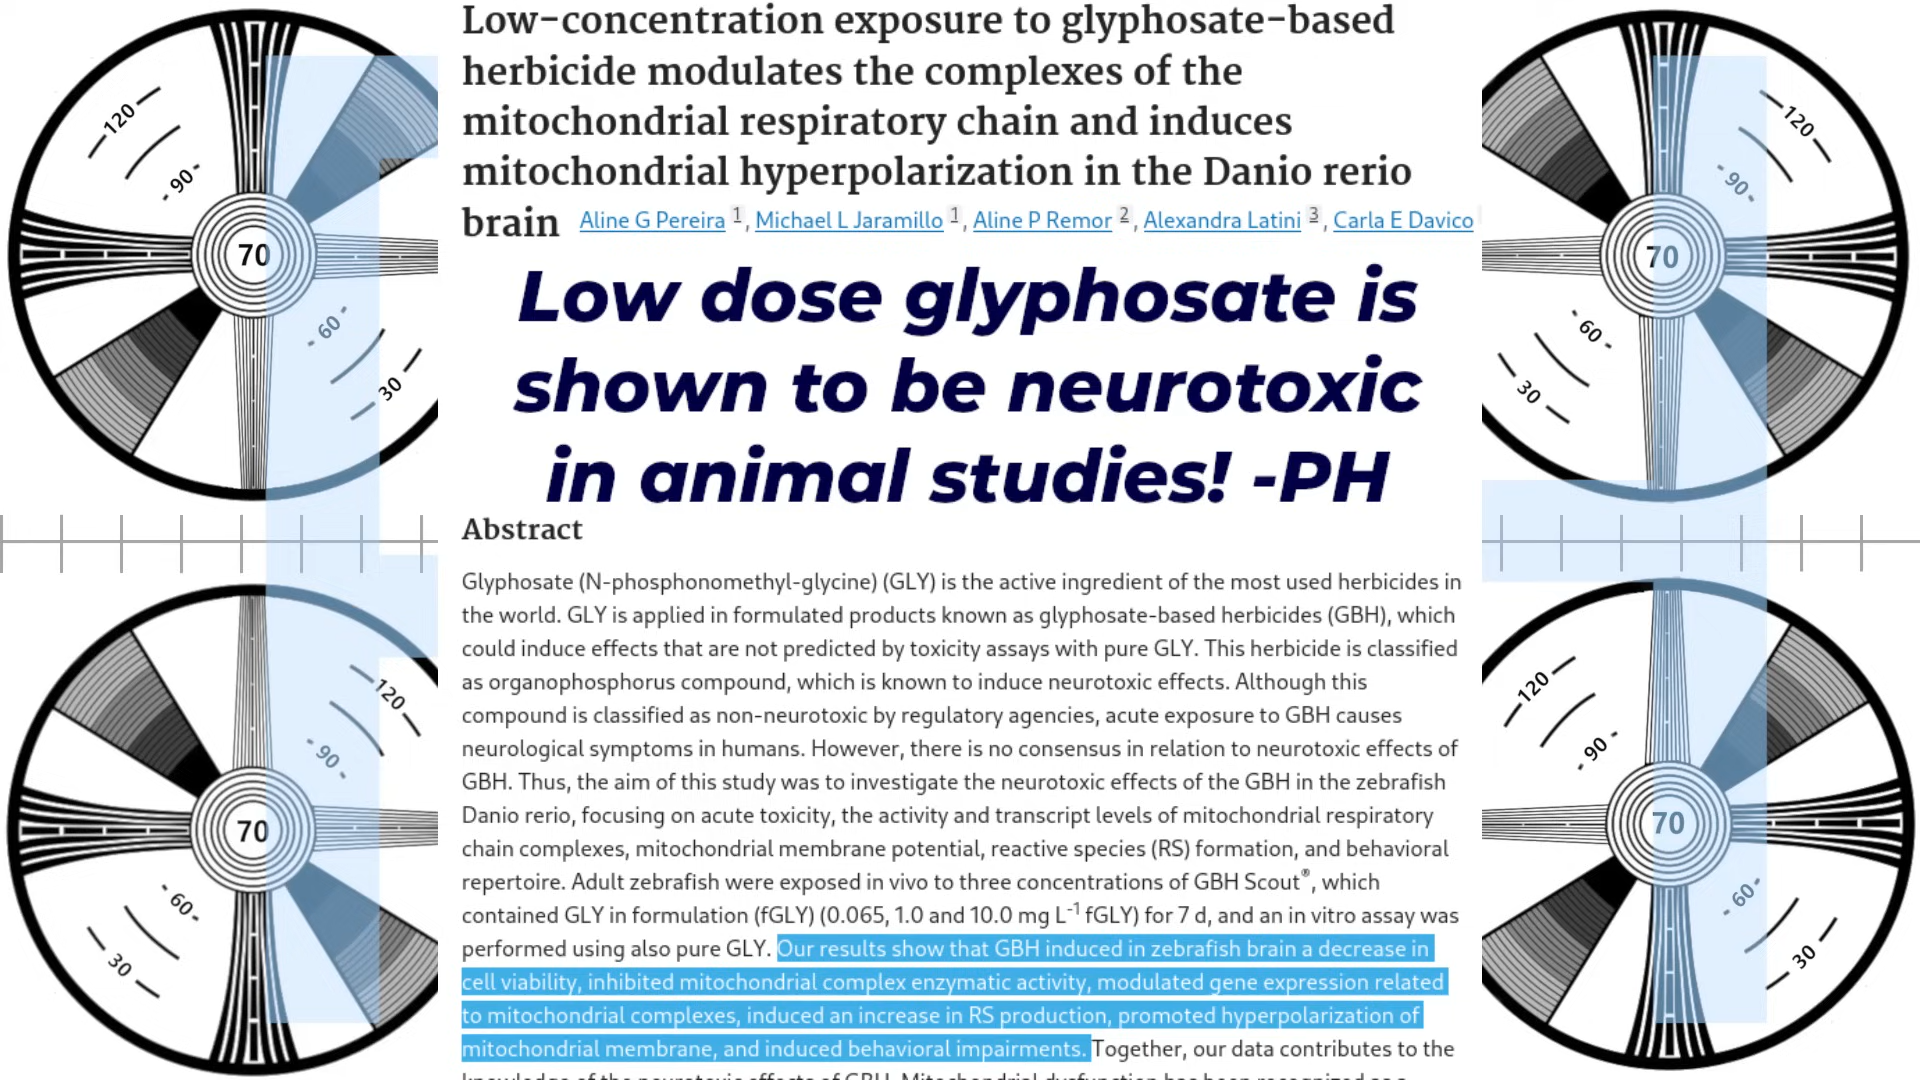 Low-concentration exposure to glyphosate-based
herbicide modulates the complexes of the
mitochondrial respiratory chain and induces
mitochondrial hyperpolarization in the Danio rerio
brain Aline G Pereira 1, Michael L Jaramillo 1, Aline P Remor 2, Alexandra Latini 3, Carla E Davico
Low dose glyphosate is
shown to be neurotoxic
in animal studies! -PH
Abstract
Glyphosate (N-phosphonomethyl-glycine) (GLY) is the active ingredient of the most used herbicides in
the world. GLY is applied in formulated products known as glyphosate-based herbicides (GBH), which
could induce effects that are not predicted by toxicity assays with pure GLY. This herbicide is classified
as organophosphorus compound, which is known to induce neurotoxic effects. Although this
compound is classified as non-neurotoxic by regulatory agencies, acute exposure to GBH causes
neurological symptoms in humans. However, there is no consensus in relation to neurotoxic effects of
GBH. Thus, the aim of this study was to investigate the neurotoxic effects of the GBH in the zebrafish
Danio rerio, focusing on acute toxicity, the activity and transcript levels of mitochondrial respiratory
chain complexes, mitochondrial membrane potential, reactive species (RS) formation, and behavioral
repertoire. Adult zebrafish were exposed in vivo to three concentrations of GBH Scout®, which
contained GLY in formulation (fGLY) (0.065, 1.0 and 10.0 mg L-1 fGLY) for 7 d, and an in vitro assay was
performed using also pure GLY. Our results show that GBH induced in zebrafish brain a decrease in
cell viability, inhibited mitochondrial complex enzymatic activity, modulated gene expression related
to mitochondrial complexes, induced an increase in RS production, promoted hyperpolarization of
mitochondrial membrane, and induced behavioral impairments. Together, our data contributes to the
knowledge of the neurotoxic effects of GBH. Mitochondrial dysfunction has been recognized as a
120
90
70
60
30
120
90
70
60
30
120
90
70
60
30
120
90
70
60
30